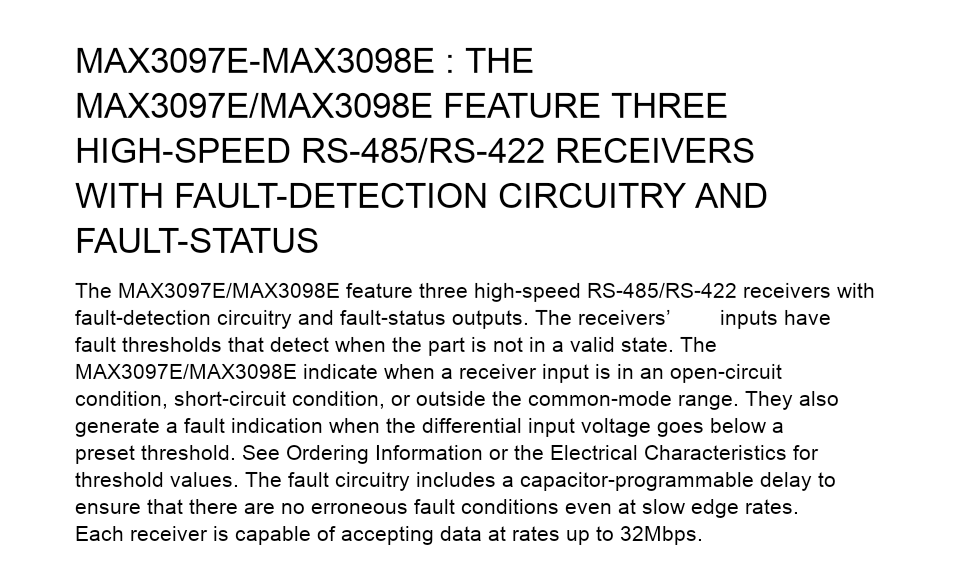 MAX3097E-MAX3098E : THE
MAX3097E/MAX3098E FEATURE THREE
HIGH-SPEED RS-485/RS-422 RECEIVERS
WITH FAULT-DETECTION CIRCUITRY AND
FAULT-STATUS
The MAX3097E/MAX3098E feature three high-speed RS-485/RS-422 receivers with
fault-detection circuitry and fault-status outputs. The receivers’ inputs have
fault thresholds that detect when the part is not in a valid state. The
MAX3097E/MAX3098E indicate when a receiver input is in an open-circuit
condition, short-circuit condition, or outside the common-mode range. They also
generate a fault indication when the differential input voltage goes below a
preset threshold. See Ordering Information or the Electrical Characteristics for
threshold values. The fault circuitry includes a capacitor-programmable delay to
ensure that there are no erroneous fault conditions even at slow edge rates.
Each receiver is capable of accepting data at rates up to 32Mbps.